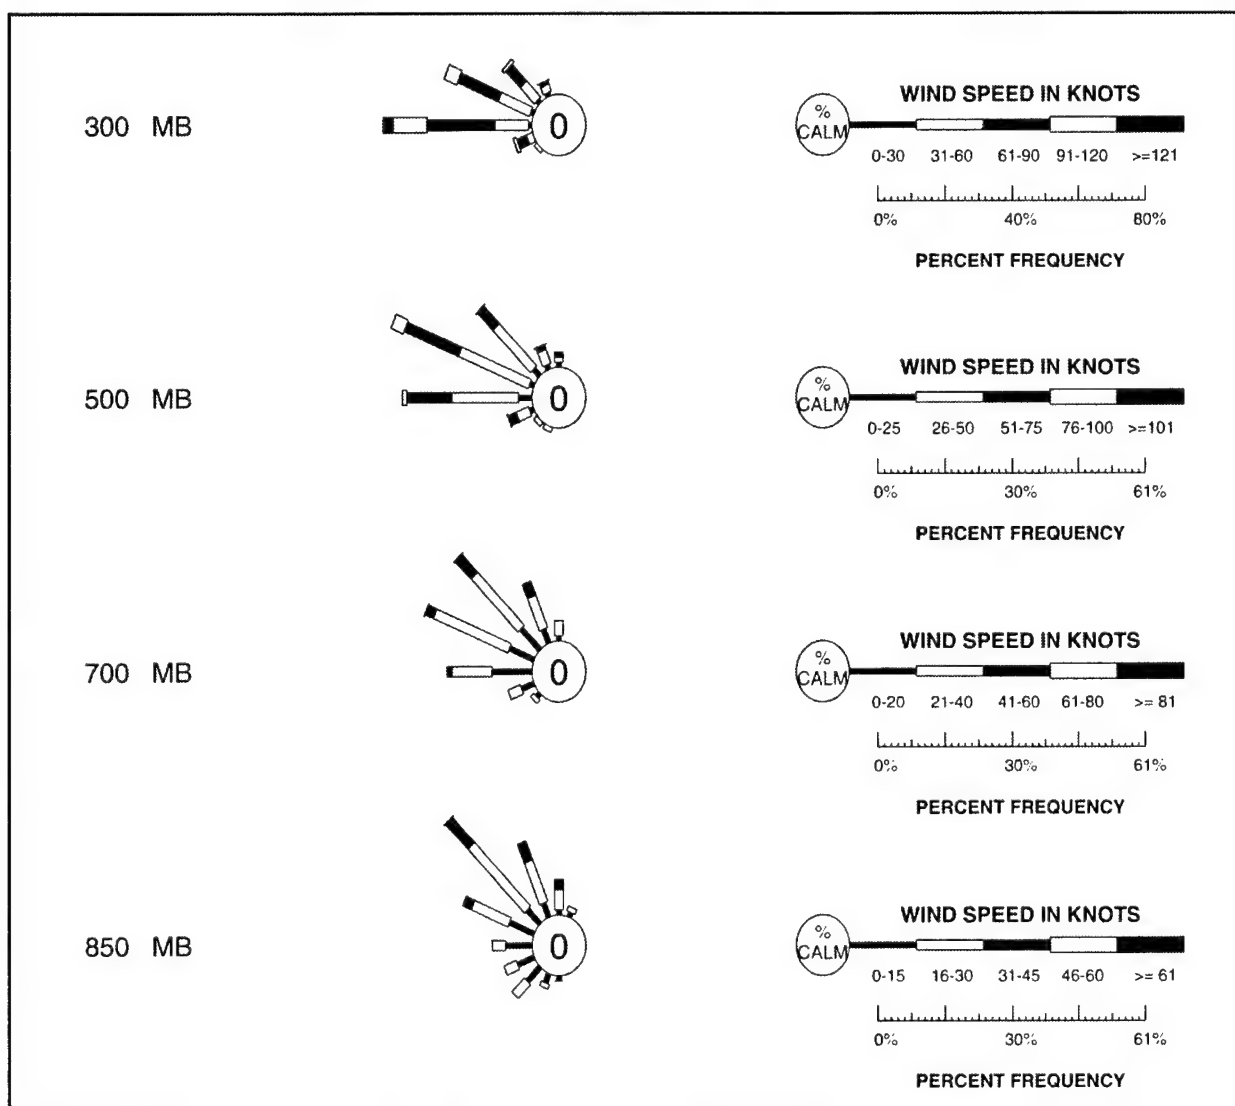 WIND SPEED IN KNOTS
300 MB
0
% CALM
0-30 31-60 61-90 91-120 >=121
0% 40% 80%
PERCENT FREQUENCY
WIND SPEED IN KNOTS
500 MB
0
% CALM
0-25 26-50 51-75 76-100 >=101
0% 30% 61%
PERCENT FREQUENCY
WIND SPEED IN KNOTS
700 MB
0
% CALM
0-20 21-40 41-60 61-80 >= 81
0% 30% 61%
PERCENT FREQUENCY
WIND SPEED IN KNOTS
850 MB
0
% CALM
0-15 16-30 31-45 46-60 >= 61
0% 30% 61%
PERCENT FREQUENCY